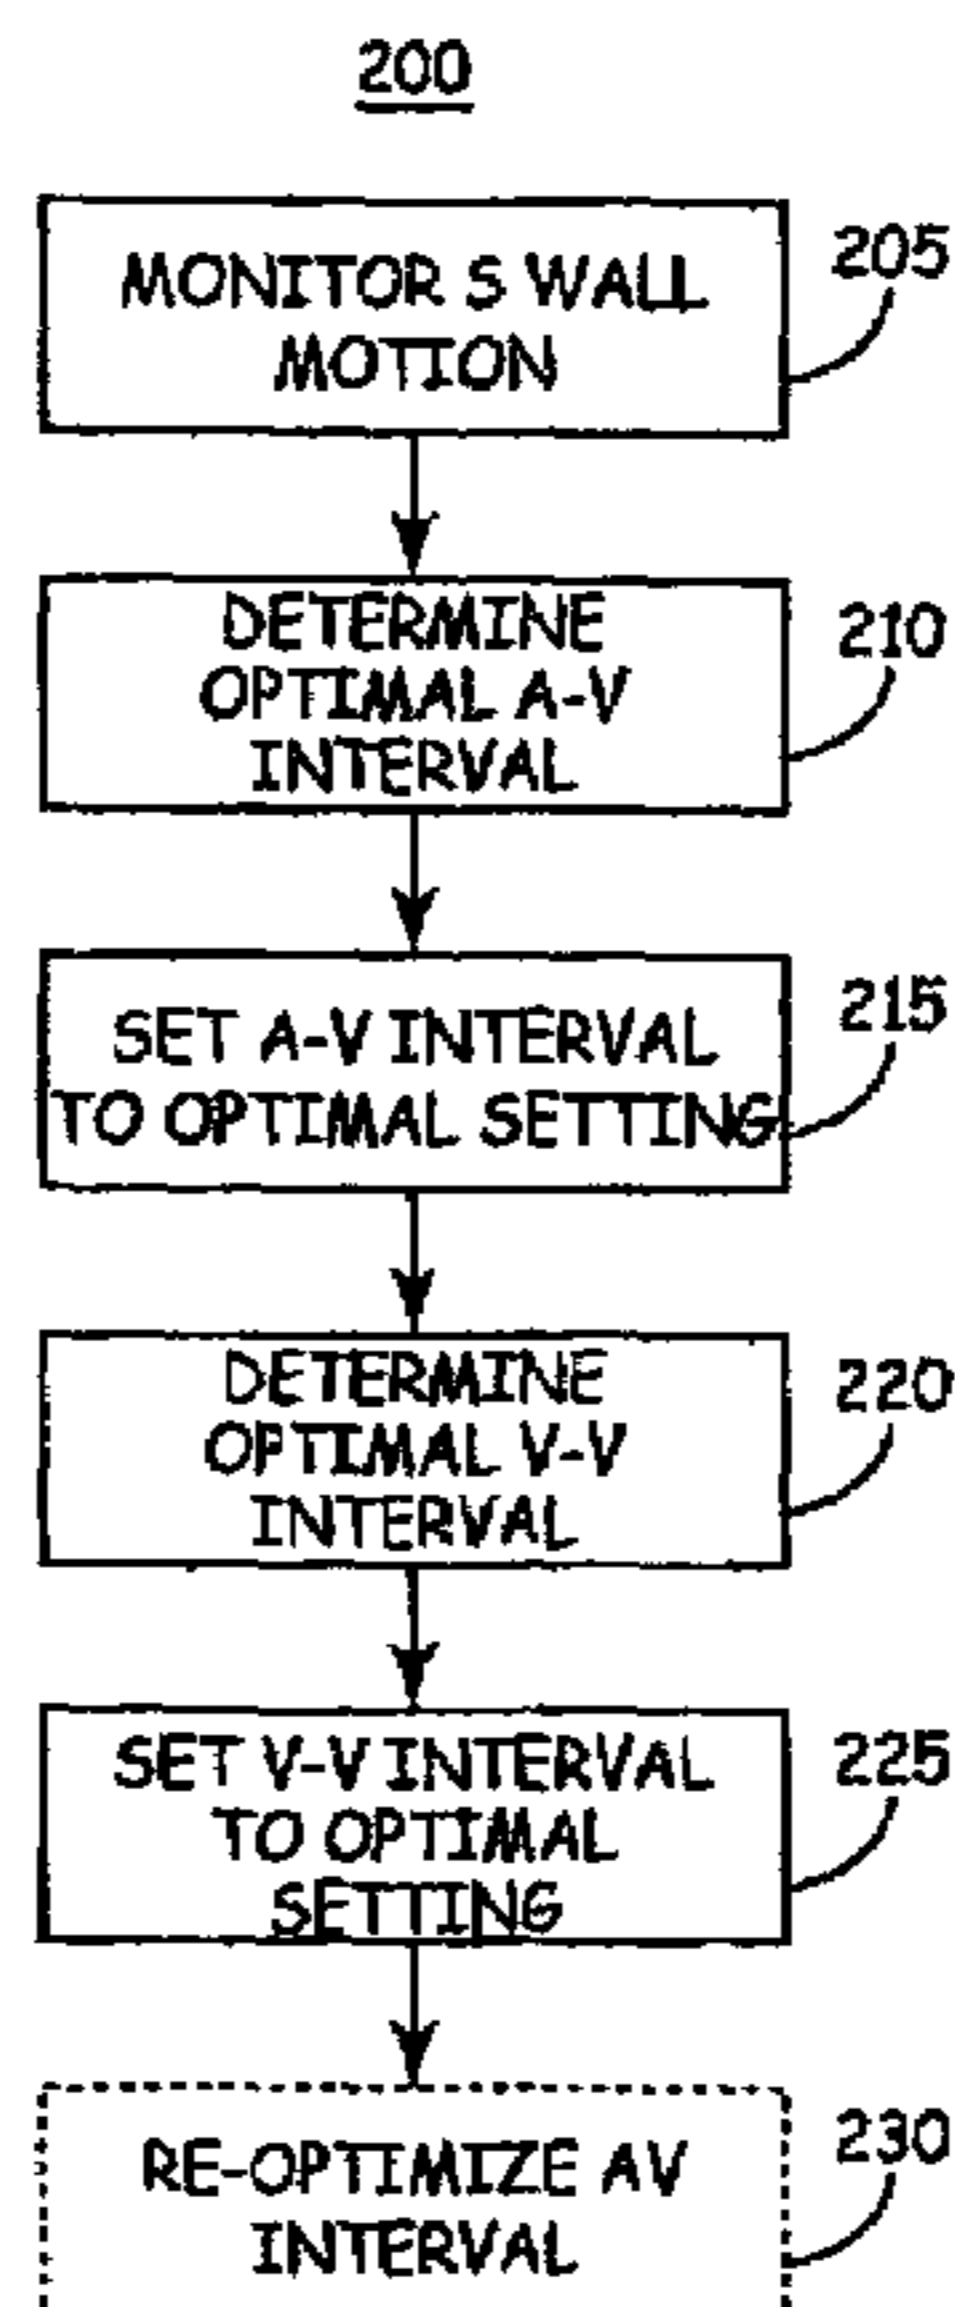 200
MONITOR S WALL
MOTION
205
DETERMINE
OPTIMAL A-V
INTERVAL
210
SET A-V INTERVAL
TO OPTIMAL SETTING
215
DETERMINE
OPTIMAL V-V
INTERVAL
220
SET V-V INTERVAL
TO OPTIMAL
SETTING
225
RE-OPTIMIZE AV
INTERVAL
230